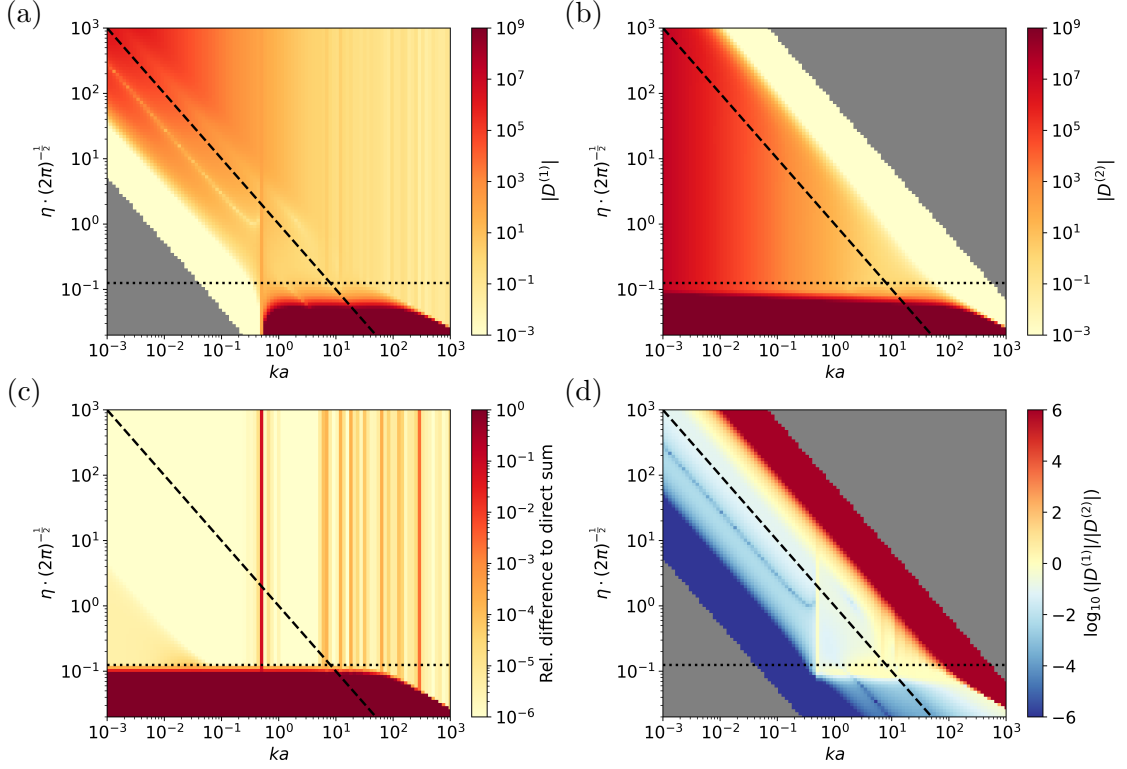 (a)
(b)
10^3
10^2
10^1
10^0
10^{-1}
η · (2π)^{-1/2}
10^{-3} 10^{-2} 10^{-1} 10^0 10^1 10^2 10^3
ka
10^9
10^7
10^5
10^3
10^1
10^{-1}
10^{-3}
|D^{(1)}|
10^3
10^2
10^1
10^0
10^{-1}
η · (2π)^{-1/2}
10^{-3} 10^{-2} 10^{-1} 10^0 10^1 10^2 10^3
ka
10^9
10^7
10^5
10^3
10^1
10^{-1}
10^{-3}
|D^{(2)}|
(c)
(d)
10^3
10^2
10^1
10^0
10^{-1}
η · (2π)^{-1/2}
10^{-3} 10^{-2} 10^{-1} 10^0 10^1 10^2 10^3
ka
10^0
10^{-1}
10^{-2}
10^{-3}
10^{-4}
10^{-5}
10^{-6}
Rel. difference to direct sum
10^3
10^2
10^1
10^0
10^{-1}
η · (2π)^{-1/2}
10^{-3} 10^{-2} 10^{-1} 10^0 10^1 10^2 10^3
ka
6
4
2
0
−2
−4
−6
log_{10}(|D^{(1)}|/|D^{(2)}|)